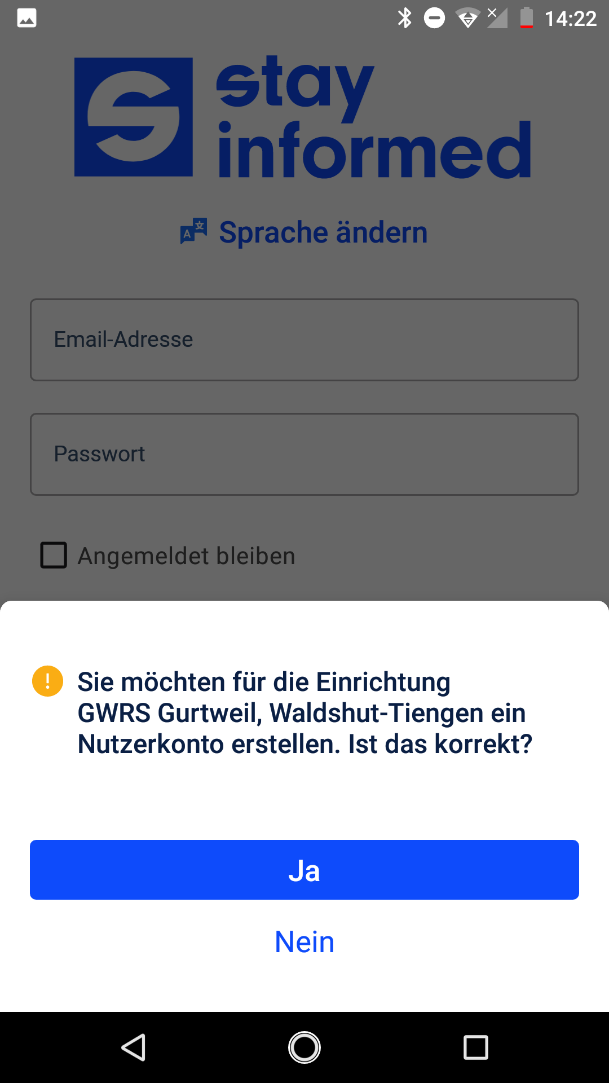 14:22
stay
informed
Sprache ändern
Email-Adresse
Passwort
Angemeldet bleiben
Sie möchten für die Einrichtung
GWRS Gurtweil, Waldshut-Tiengen ein
Nutzerkonto erstellen. Ist das korrekt?
Ja
Nein